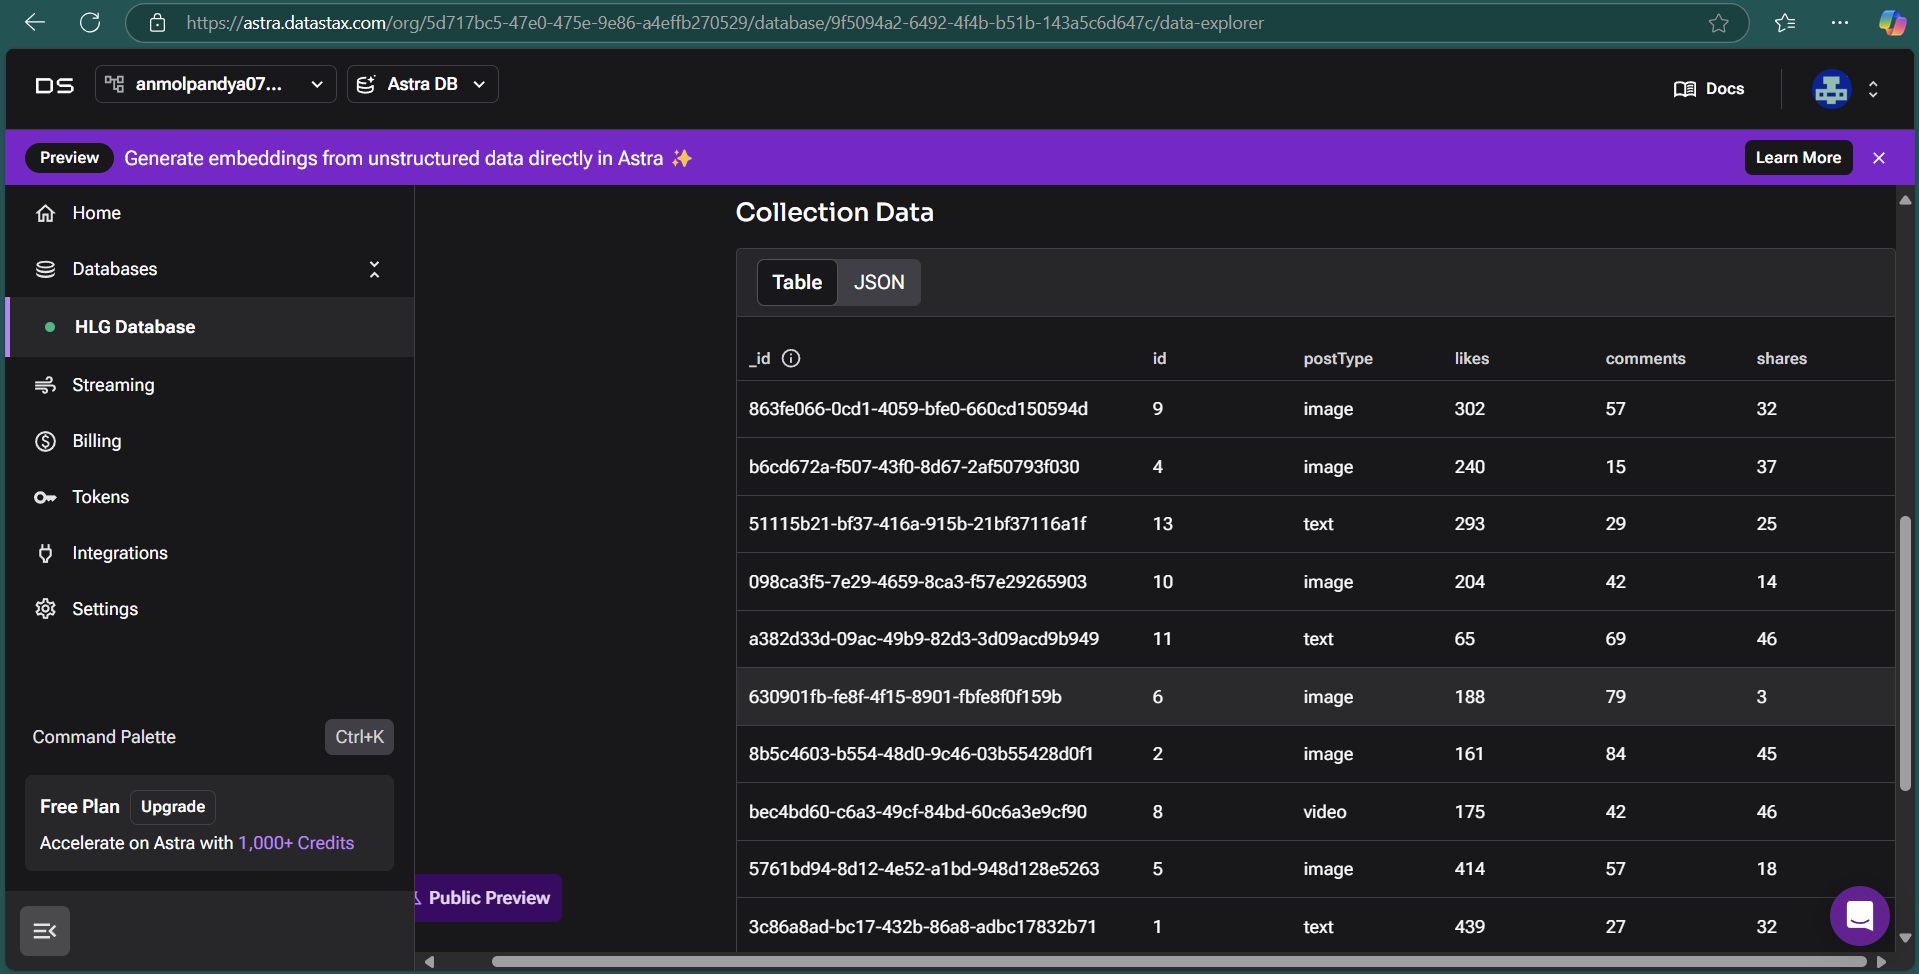 https://astra.datastax.com/org/5d717bc5-47e0-475e-9e86-a4effb270529/database/9f5094a2-6492-4f4b-b51b-143a5c6d647c/data-explorer
DS anmolpandya07... Astra DB Docs
Preview Generate embeddings from unstructured data directly in Astra ✨ Learn More
Home
Databases
HLG Database
Streaming
Billing
Tokens
Integrations
Settings
Command Palette Ctrl+K
Free Plan Upgrade
Accelerate on Astra with 1,000+ Credits
Public Preview
Collection Data
Table JSON
_id id postType likes comments shares
863fe066-0cd1-4059-bfe0-660cd150594d 9 image 302 57 32
b6cd672a-f507-43f0-8d67-2af50793f030 4 image 240 15 37
51115b21-bf37-416a-915b-21bf37116a1f 13 text 293 29 25
098ca3f5-7e29-4659-8ca3-f57e29265903 10 image 204 42 14
a382d33d-09ac-49b9-82d3-3d09acd9b949 11 text 65 69 46
630901fb-fe8f-4f15-8901-fbfe8f0f159b 6 image 188 79 3
8b5c4603-b554-48d0-9c46-03b55428d0f1 2 image 161 84 45
bec4bd60-c6a3-49cf-84bd-60c6a3e9cf90 8 video 175 42 46
5761bd94-8d12-4e52-a1bd-948d128e5263 5 image 414 57 18
3c86a8ad-bc17-432b-86a8-adbc17832b71 1 text 439 27 32